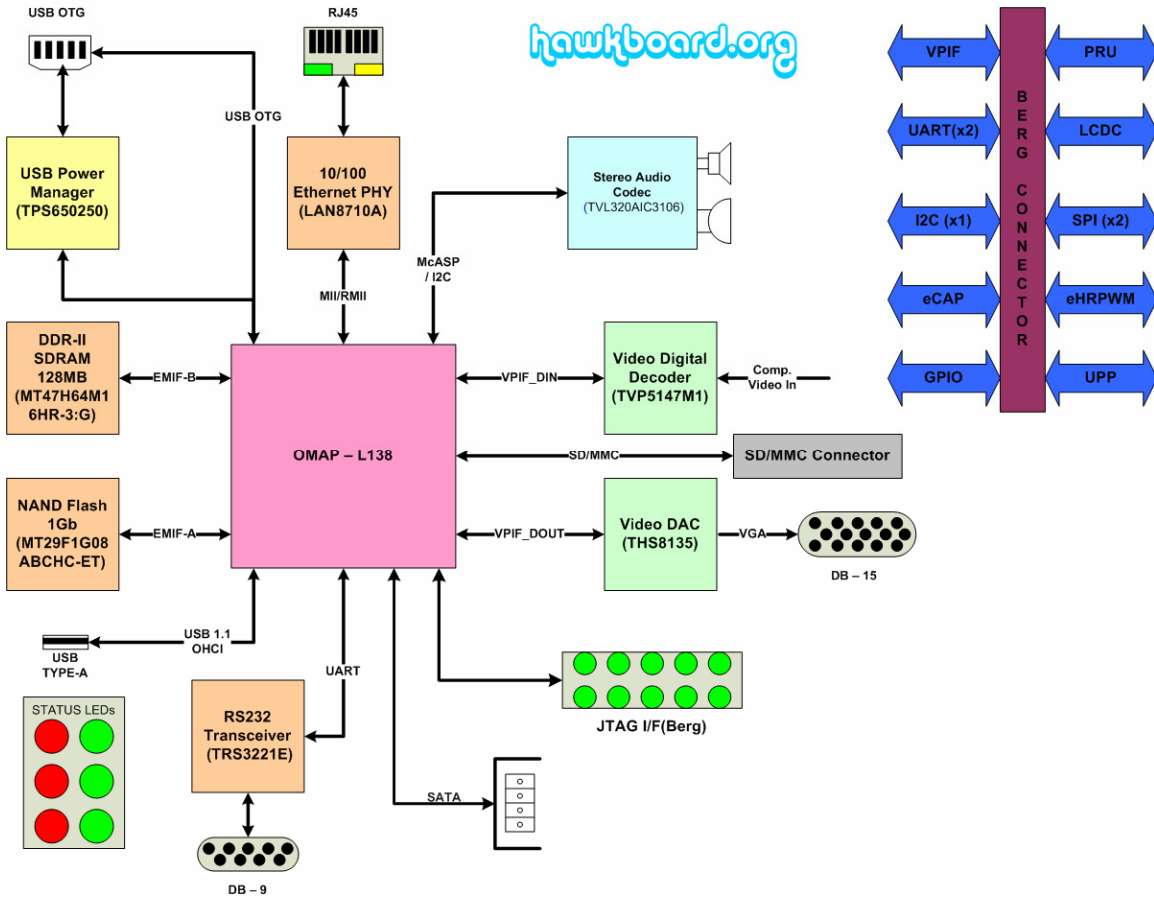 USB OTG
RJ45
hawkboard.org
USB OTG
USB Power
Manager
(TPS650250)
10/100
Ethernet PHY
(LAN8710A)
Stereo Audio
Codec
(TVL320AIC3106)
McASP
/ I2C
MII/RMII
DDR-II
SDRAM
128MB
(MT47H64M1
6HR-3:G)
EMIF-B
OMAP – L138
VPIF_DIN
Video Digital
Decoder
(TVP5147M1)
Comp.
Video In
SD/MMC
SD/MMC Connector
NAND Flash
1Gb
(MT29F1G08
ABCHC-ET)
EMIF-A
VPIF_DOUT
Video DAC
(THS8135)
VGA
DB – 15
USB
TYPE-A
USB 1.1
OHCI
UART
JTAG I/F(Berg)
STATUS LEDs
RS232
Transceiver
(TRS3221E)
SATA
DB – 9
VPIF
PRU
UART(x2)
LCDC
I2C (x1)
SPI (x2)
eCAP
eHRPWM
GPIO
UPP
BERG CONNECTOR